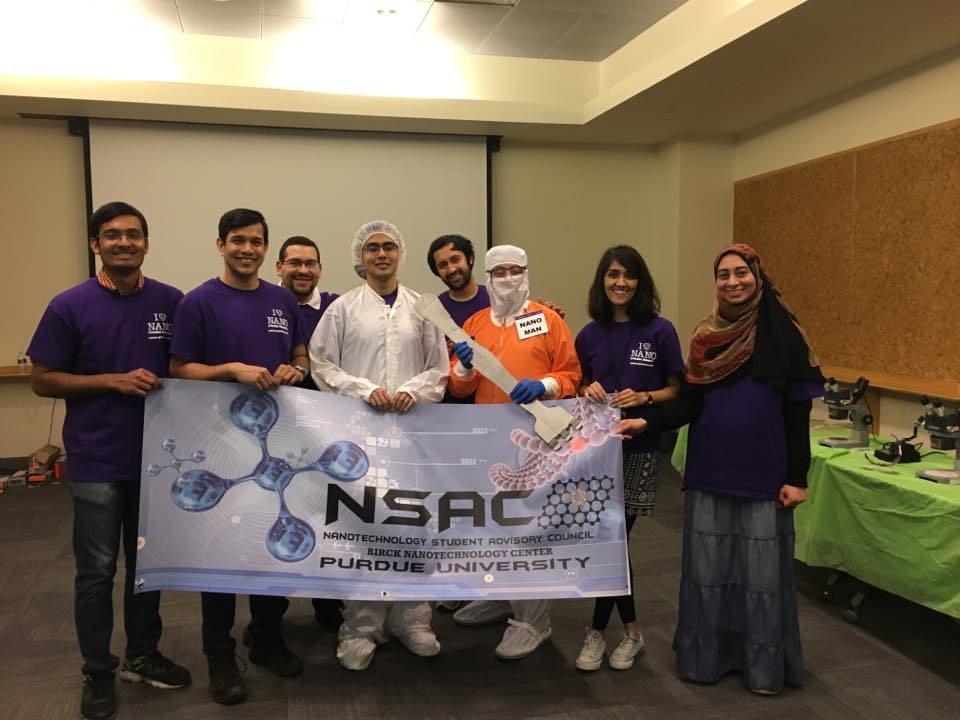 I
NANO
I
NANO
NANO
MAN
I
NANO
NSAC
NANOTECHNOLOGY STUDENT ADVISORY COUNCIL
BIRCK NANOTECHNOLOGY CENTER
PURDUE UNIVERSITY